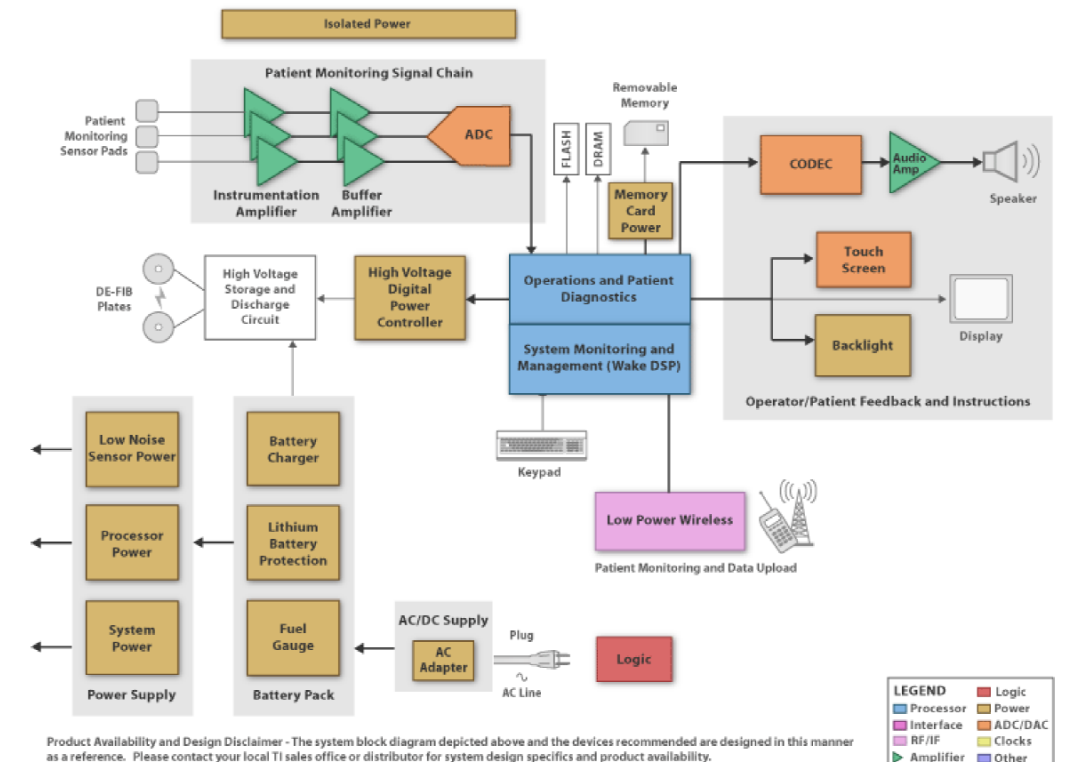 Isolated Power
Patient Monitoring Signal Chain
Patient
Monitoring
Sensor Pads
ADC
Instrumentation
Amplifier
Buffer
Amplifier
FLASH
DRAM
Removable
Memory
Memory
Card
Power
CODEC
Audio
Amp
Speaker
Touch
Screen
Display
Backlight
Operator/Patient Feedback and Instructions
DE-FIB
Plates
High Voltage
Storage and
Discharge
Circuit
High Voltage
Digital
Power
Controller
Operations and Patient
Diagnostics
System Monitoring and
Management (Wake DSP)
Keypad
Low Power Wireless
Patient Monitoring and Data Upload
Low Noise
Sensor Power
Processor
Power
System
Power
Power Supply
Battery
Charger
Lithium
Battery
Protection
Fuel
Gauge
Battery Pack
AC/DC Supply
AC
Adapter
Plug
AC Line
Logic
LEGEND
Logic
Processor
Power
Interface
ADC/DAC
RF/IF
Clocks
Amplifier
Other
Product Availability and Design Disclaimer - The system block diagram depicted above and the devices recommended are designed in this manner
as a reference. Please contact your local TI sales office or distributor for system design specifics and product availability.